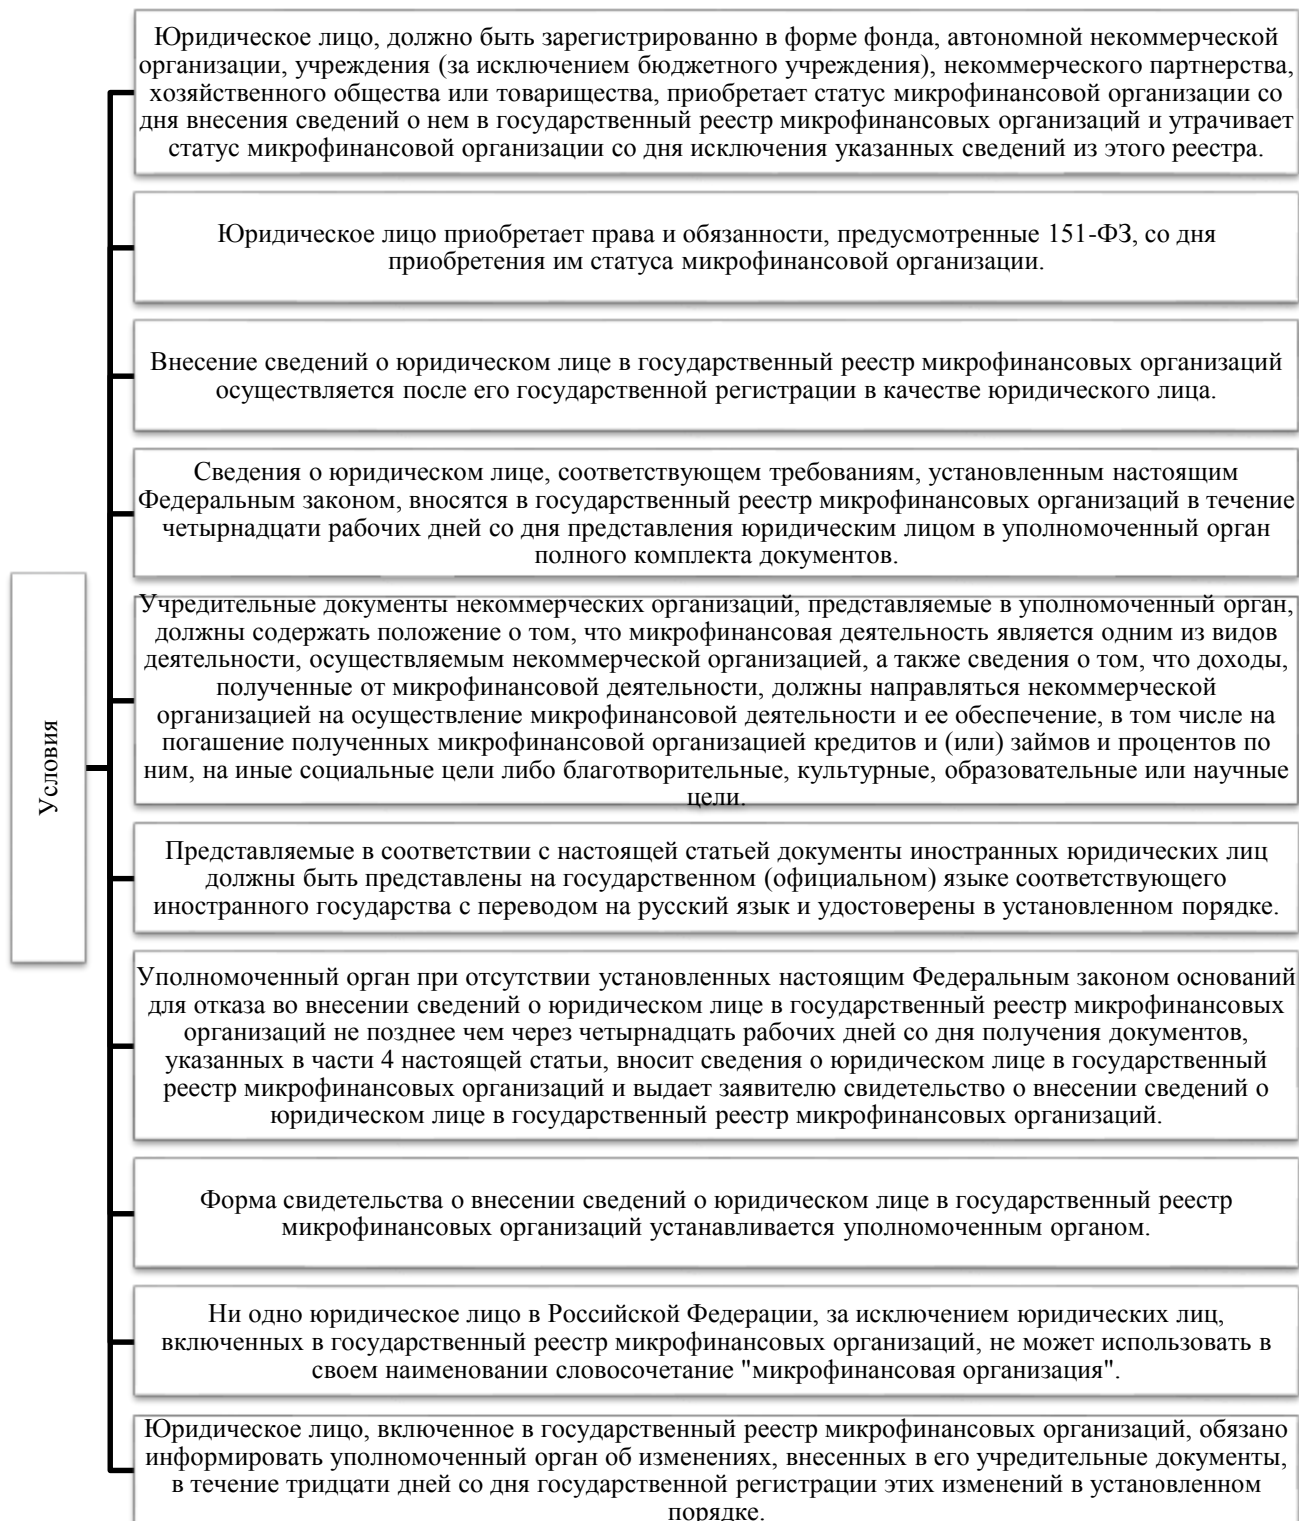 Условия
Юридическое лицо, должно быть зарегистрированно в форме фонда, автономной некоммерческой
организации, учреждения (за исключением бюджетного учреждения), некоммерческого партнерства,
хозяйственного общества или товарищества, приобретает статус микрофинансовой организации со
дня внесения сведений о нем в государственный реестр микрофинансовых организаций и утрачивает
статус микрофинансовой организации со дня исключения указанных сведений из этого реестра.
Юридическое лицо приобретает права и обязанности, предусмотренные 151-ФЗ, со дня
приобретения им статуса микрофинансовой организации.
Внесение сведений о юридическом лице в государственный реестр микрофинансовых организаций
осуществляется после его государственной регистрации в качестве юридического лица.
Сведения о юридическом лице, соответствующем требованиям, установленным настоящим
Федеральным законом, вносятся в государственный реестр микрофинансовых организаций в течение
четырнадцати рабочих дней со дня представления юридическим лицом в уполномоченный орган
полного комплекта документов.
Учредительные документы некоммерческих организаций, представляемые в уполномоченный орган,
должны содержать положение о том, что микрофинансовая деятельность является одним из видов
деятельности, осуществляемым некоммерческой организацией, а также сведения о том, что доходы,
полученные от микрофинансовой деятельности, должны направляться некоммерческой
организацией на осуществление микрофинансовой деятельности и ее обеспечение, в том числе на
погашение полученных микрофинансовой организацией кредитов и (или) займов и процентов по
ним, на иные социальные цели либо благотворительные, культурные, образовательные или научные
цели.
Представляемые в соответствии с настоящей статьей документы иностранных юридических лиц
должны быть представлены на государственном (официальном) языке соответствующего
иностранного государства с переводом на русский язык и удостоверены в установленном порядке.
Уполномоченный орган при отсутствии установленных настоящим Федеральным законом оснований
для отказа во внесении сведений о юридическом лице в государственный реестр микрофинансовых
организаций не позднее чем через четырнадцать рабочих дней со дня получения документов,
указанных в части 4 настоящей статьи, вносит сведения о юридическом лице в государственный
реестр микрофинансовых организаций и выдает заявителю свидетельство о внесении сведений о
юридическом лице в государственный реестр микрофинансовых организаций.
Форма свидетельства о внесении сведений о юридическом лице в государственный реестр
микрофинансовых организаций устанавливается уполномоченным органом.
Ни одно юридическое лицо в Российской Федерации, за исключением юридических лиц,
включенных в государственный реестр микрофинансовых организаций, не может использовать в
своем наименовании словосочетание "микрофинансовая организация".
Юридическое лицо, включенное в государственный реестр микрофинансовых организаций, обязано
информировать уполномоченный орган об изменениях, внесенных в его учредительные документы,
в течение тридцати дней со дня государственной регистрации этих изменений в установленном
порядке.